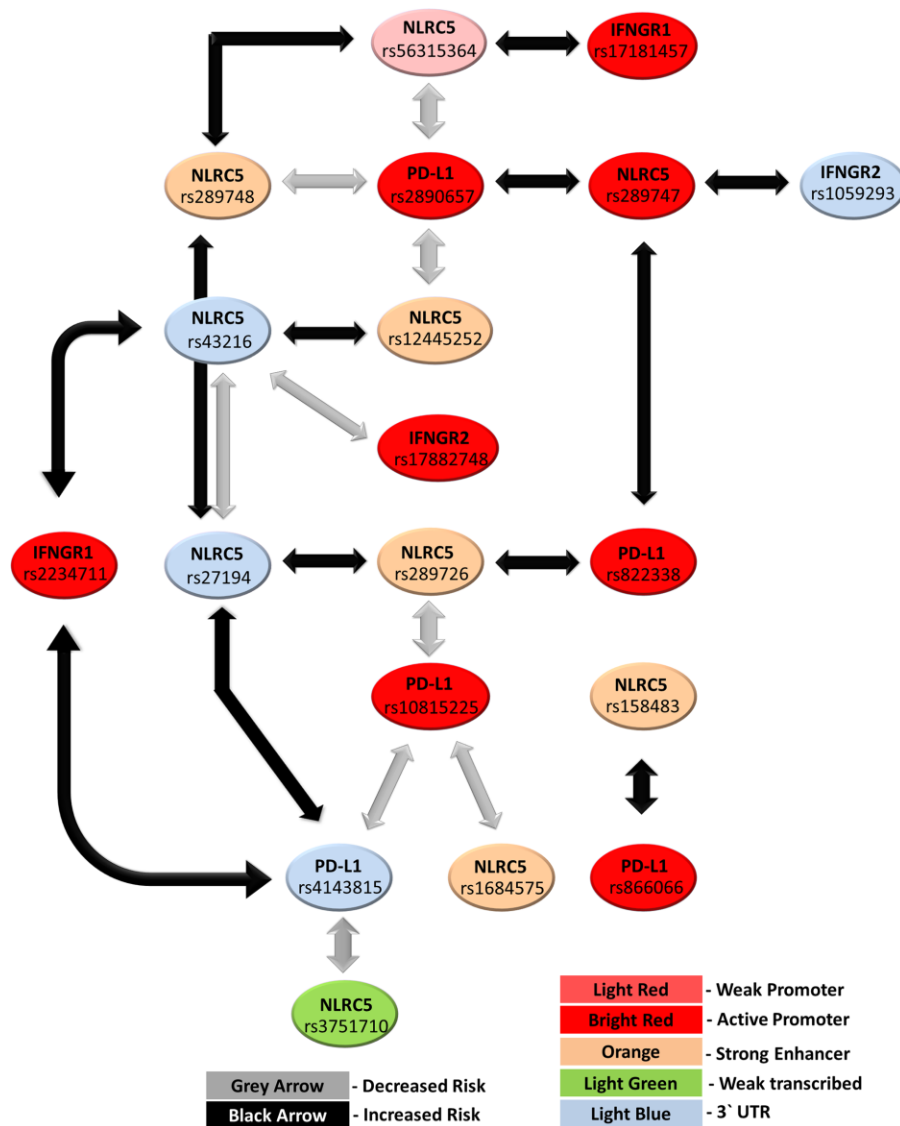 NLRC5
rs56315364
IFNGR1
rs17181457
NLRC5
rs289748
PD-L1
rs2890657
NLRC5
rs289747
IFNGR2
rs1059293
NLRC5
rs43216
NLRC5
rs12445252
IFNGR2
rs17882748
IFNGR1
rs2234711
NLRC5
rs27194
NLRC5
rs289726
PD-L1
rs822338
PD-L1
rs10815225
NLRC5
rs158483
PD-L1
rs4143815
NLRC5
rs1684575
PD-L1
rs866066
NLRC5
rs3751710
Grey Arrow - Decreased Risk
Black Arrow - Increased Risk
Light Red - Weak Promoter
Bright Red - Active Promoter
Orange - Strong Enhancer
Light Green - Weak transcribed
Light Blue - 3` UTR